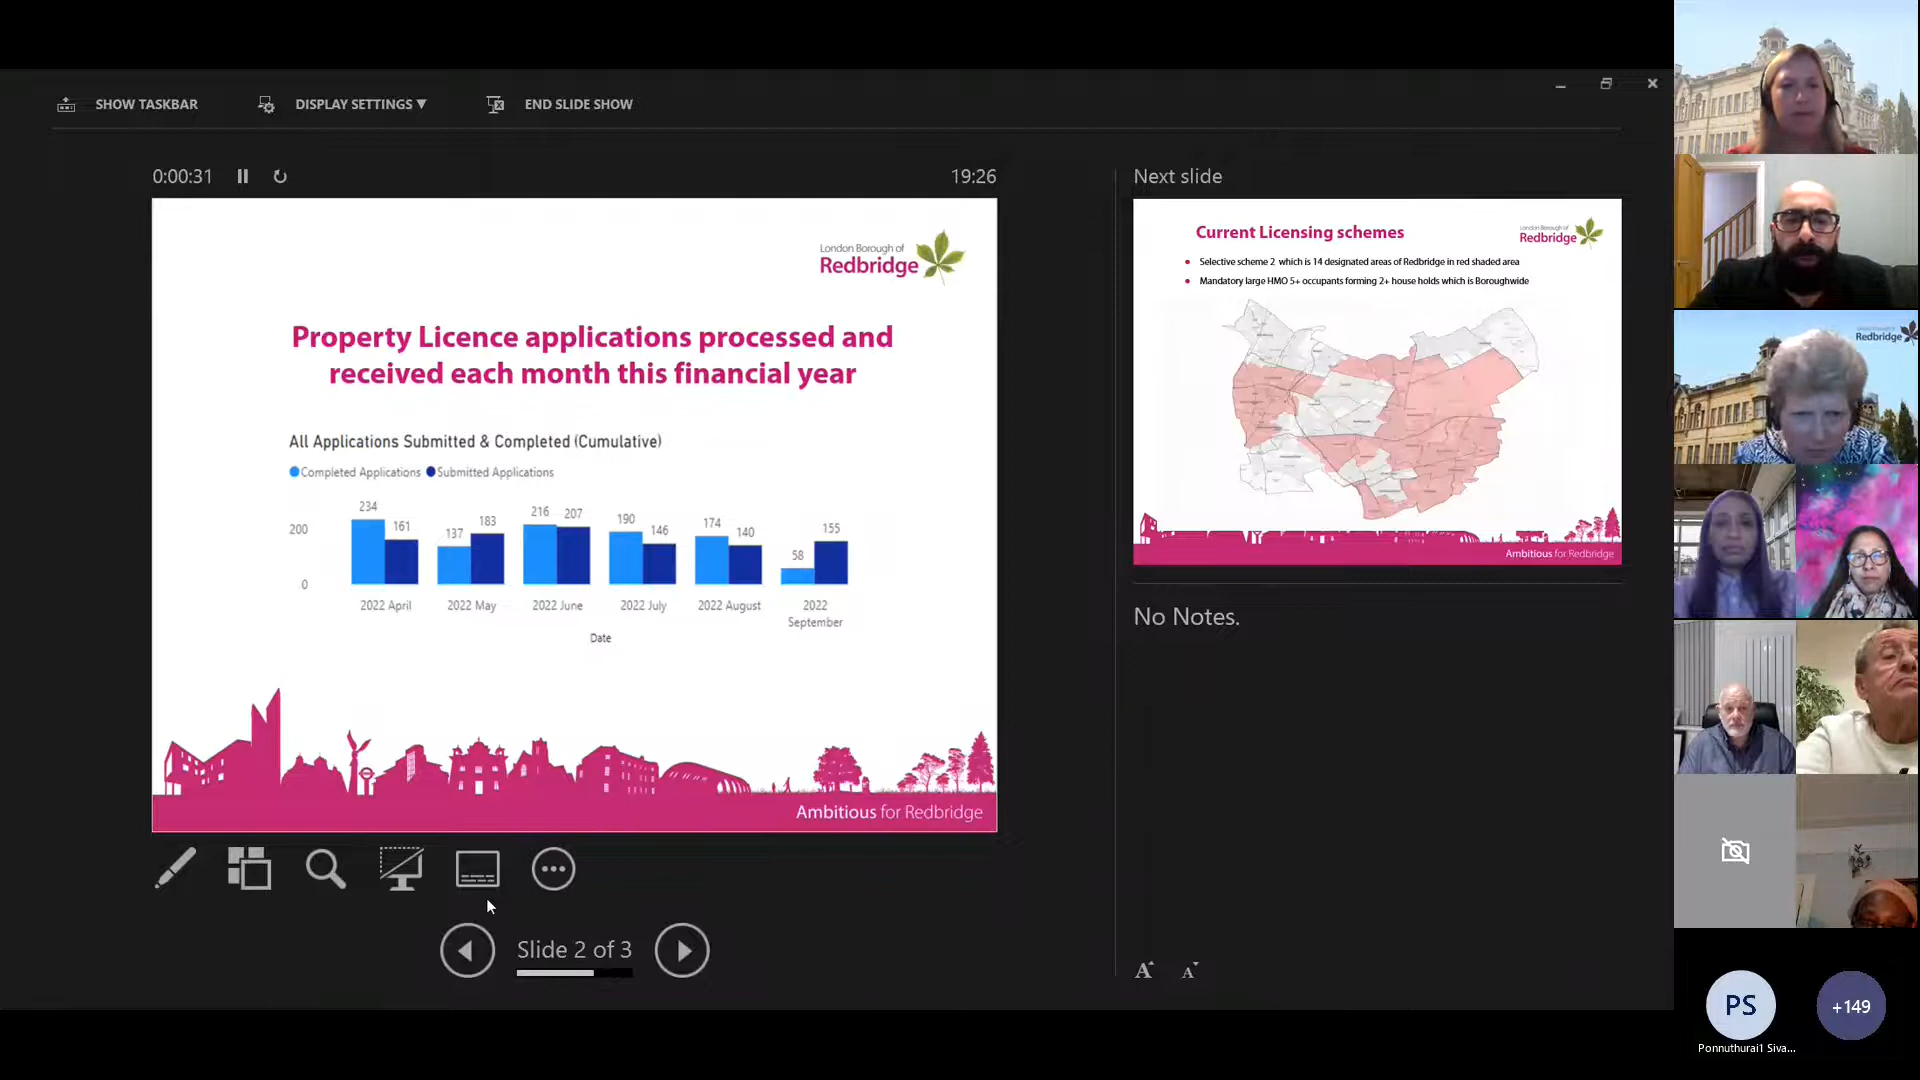 SHOW TASKBAR
DISPLAY SETTINGS ▼
END SLIDE SHOW
0:00:31
19:26
London Borough of
Redbridge
Property Licence applications processed and
received each month this financial year
All Applications Submitted & Completed (Cumulative)
Completed Applications Submitted Applications
200
0
234 161 137 183 216 207 190 146 174 140 58 155
2022 April 2022 May 2022 June 2022 July 2022 August 2022
September
Date
Ambitious for Redbridge
Slide 2 of 3
Next slide
Current Licensing schemes
London Borough of
Redbridge
• Selective scheme 2 which is 14 designated areas of Redbridge in red shaded area
• Mandatory large HMO 5+ occupants forming 2+ house holds which is Boroughwide
Ambitious for Redbridge
No Notes.
A A
Redbridge
PS
+149
Ponnuthurai1 Siva...